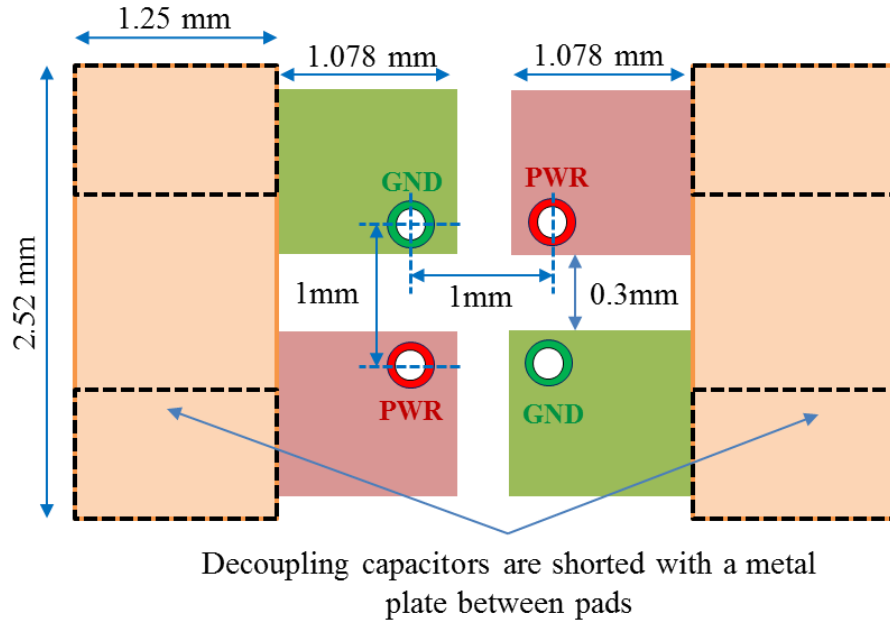 1.25 mm
1.078 mm
1.078 mm
GND
PWR
2.52 mm
1mm
1mm
0.3mm
PWR
GND
Decoupling capacitors are shorted with a metal
plate between pads